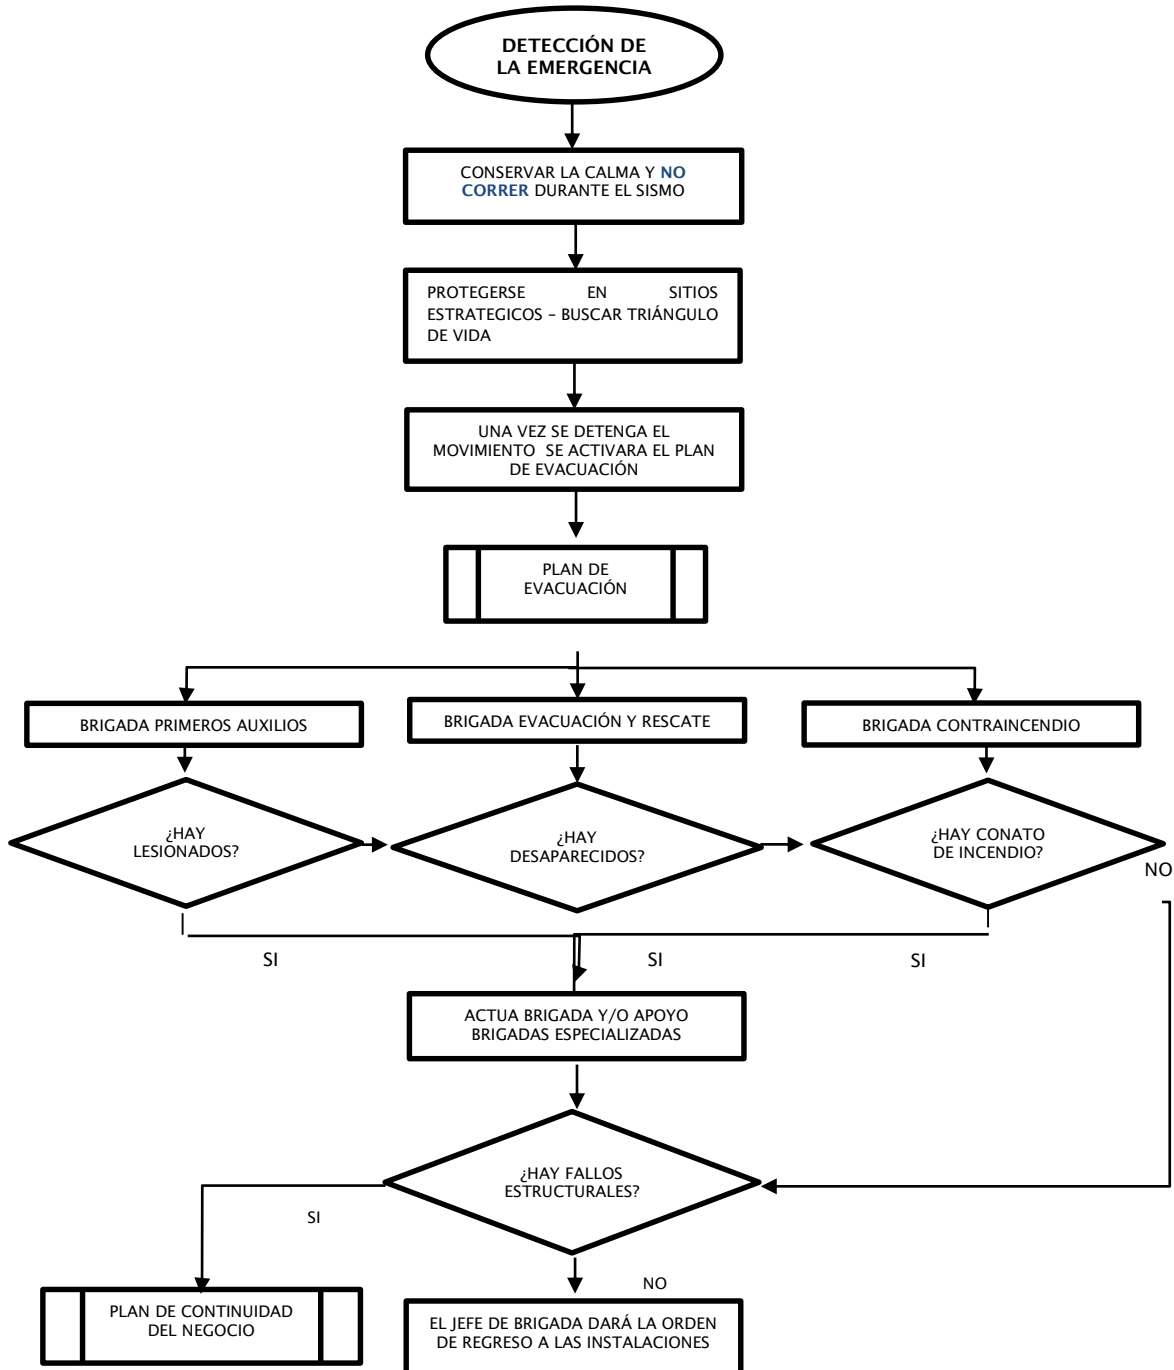 DETECCIÓN DE
LA EMERGENCIA
CONSERVAR LA CALMA Y NO
CORRER DURANTE EL SISMO
PROTEGERSE EN SITIOS
ESTRATEGICOS – BUSCAR TRIÁNGULO
DE VIDA
UNA VEZ SE DETENGA EL
MOVIMIENTO SE ACTIVARA EL PLAN
DE EVACUACIÓN
PLAN DE
EVACUACIÓN
BRIGADA PRIMEROS AUXILIOS
BRIGADA EVACUACIÓN Y RESCATE
BRIGADA CONTRAINCENDIO
¿HAY
LESIONADOS?
¿HAY
DESAPARECIDOS?
¿HAY CONATO
DE INCENDIO?
NO
SI
SI
SI
ACTUA BRIGADA Y/O APOYO
BRIGADAS ESPECIALIZADAS
¿HAY FALLOS
ESTRUCTURALES?
SI
NO
PLAN DE CONTINUIDAD
DEL NEGOCIO
EL JEFE DE BRIGADA DARÁ LA ORDEN
DE REGRESO A LAS INSTALACIONES